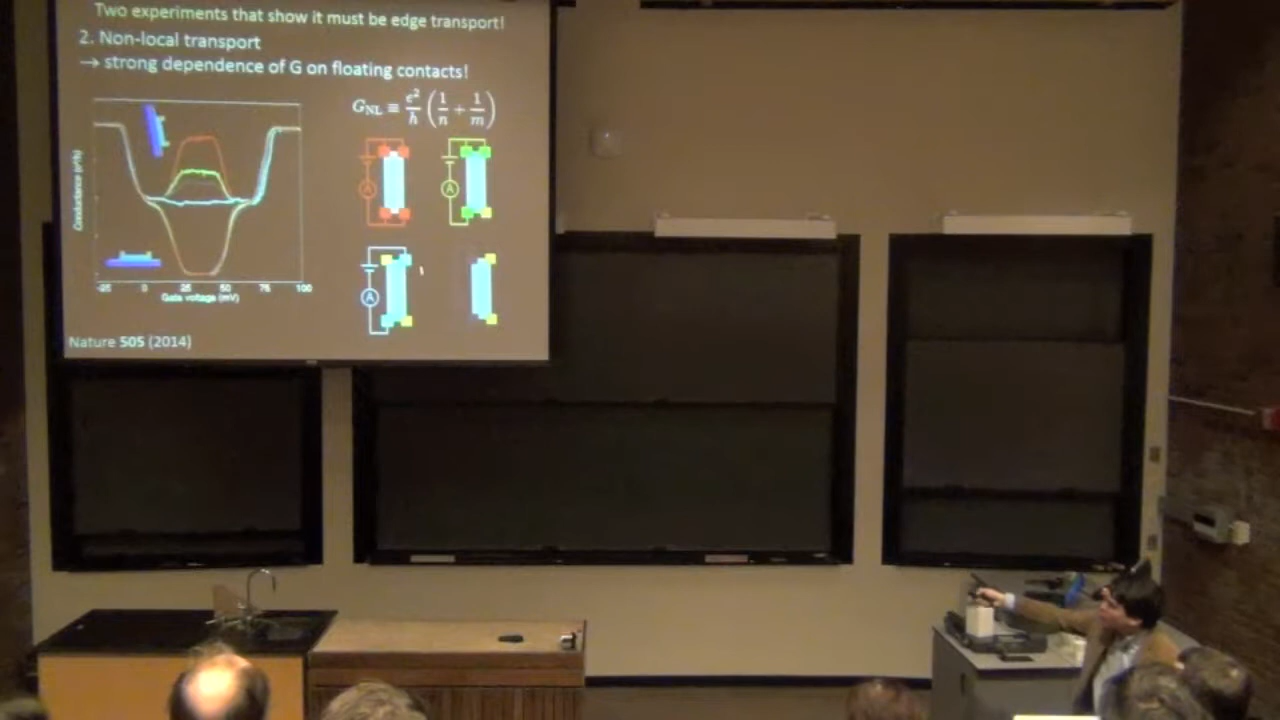 Two experiments that show it must be edge transport!
2. Non-local transport
→ strong dependence of G on floating contacts!
G_NL ≡ e²/h (1/n + 1/m)
Conductance (e²/h)
A
A
A
-25 0 25 50 75 100
Gate voltage (mV)
Nature 505 (2014)